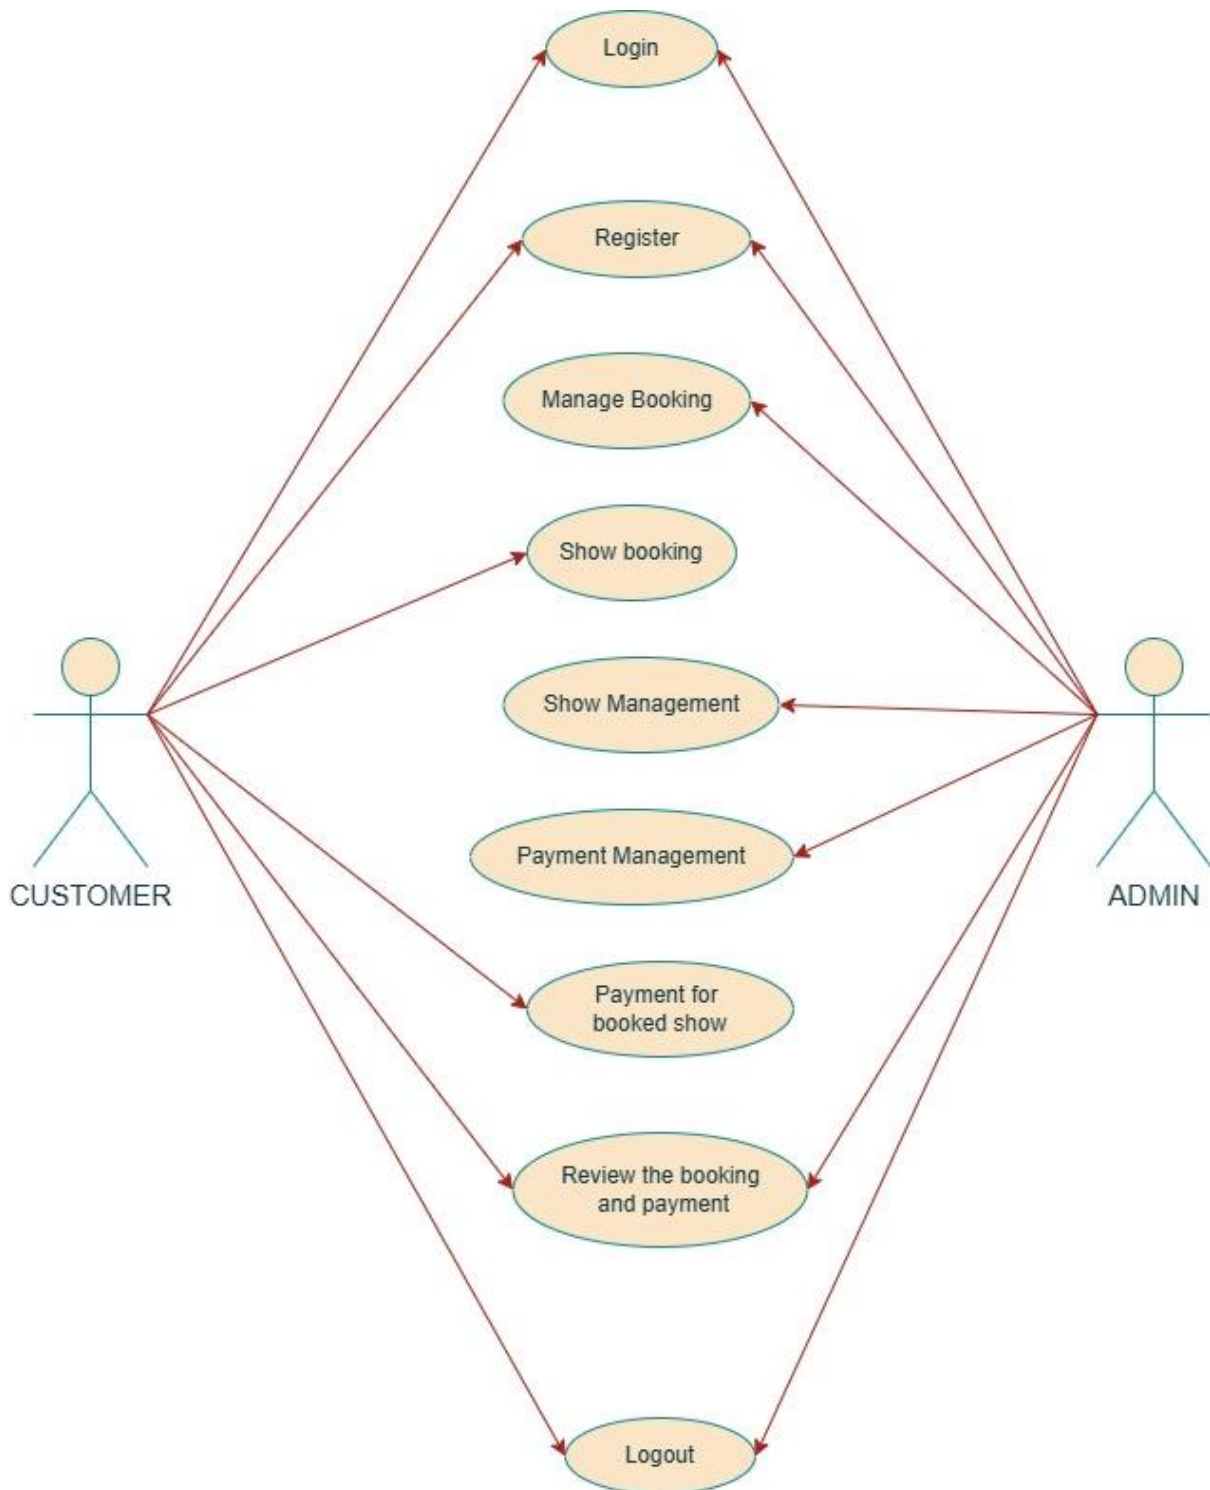 Login
Register
Manage Booking
Show booking
Show Management
Payment Management
CUSTOMER
ADMIN
Payment for
booked show
Review the booking
and payment
Logout